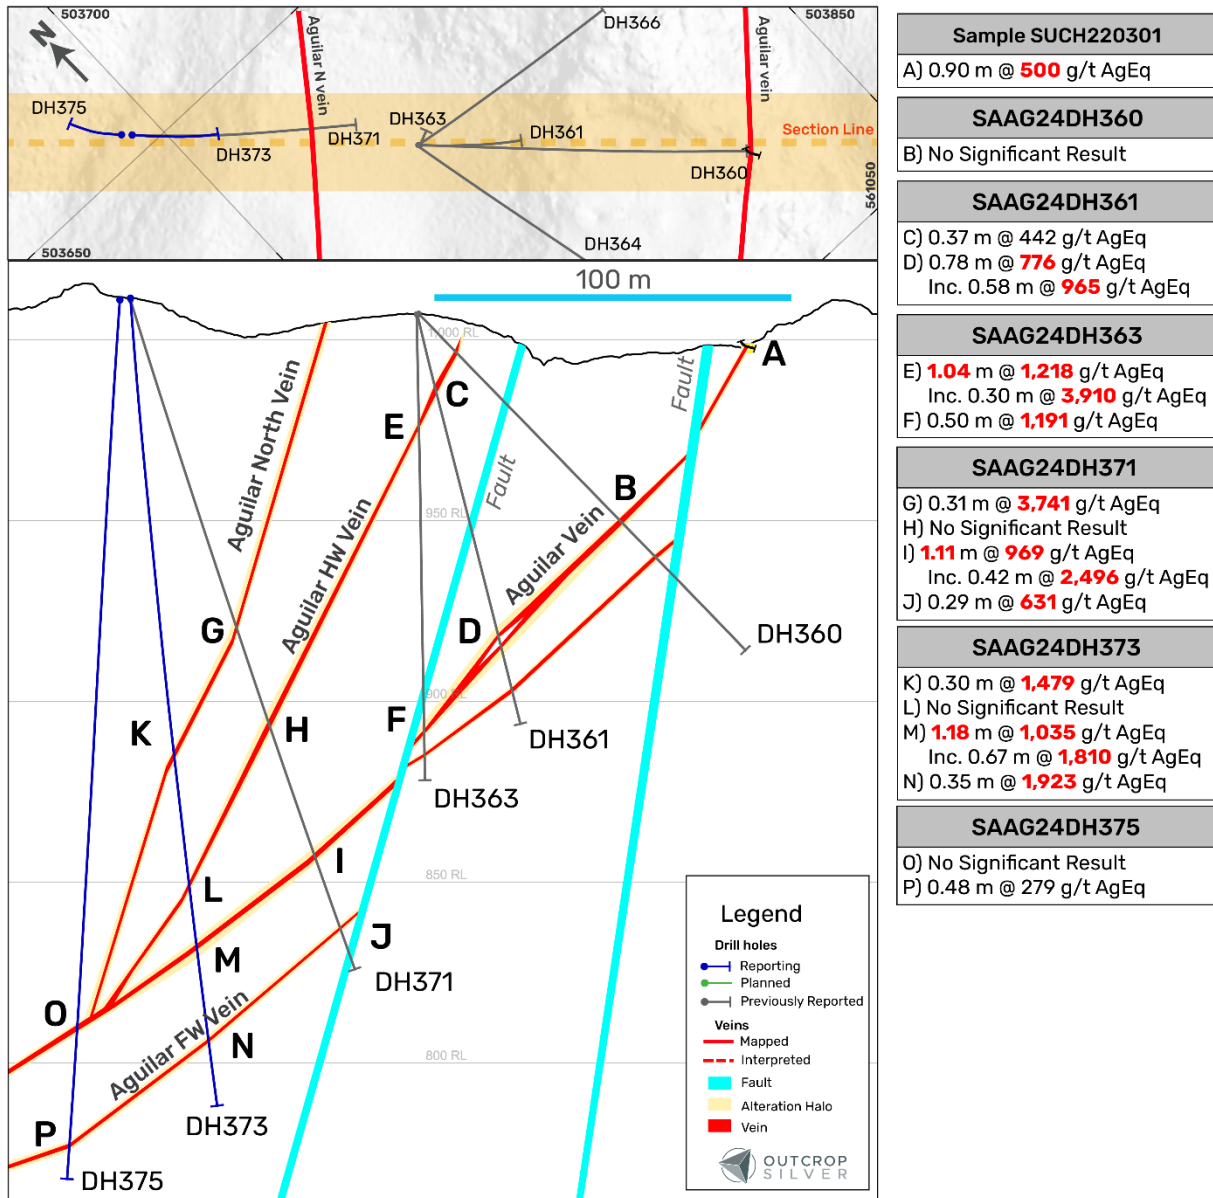 503700
503850
N
DH366
Aguilar N vein
Aguilar vein
DH375
DH363
DH361
Section Line
DH371
DH373
DH360
561050
DH364
503650
100 m
1,000 RL
A
Fault
Fault
C
E
Aguilar North Vein
Aguilar HW Vein
B
950 RL
Aguilar Vein
G
D
DH360
900 RL
K
H
F
DH361
DH363
I
850 RL
L
M
J
DH371
O
Aguilar FW Vein
N
800 RL
P
DH373
DH375
Legend
Drill holes
Reporting
Planned
Previously Reported
Veins
Mapped
Interpreted
Fault
Alteration Halo
Vein
OUTCROP
SILVER
Sample SUCH220301
A) 0.90 m @ 500 g/t AgEq
SAAG24DH360
B) No Significant Result
SAAG24DH361
C) 0.37 m @ 442 g/t AgEq
D) 0.78 m @ 776 g/t AgEq
Inc. 0.58 m @ 965 g/t AgEq
SAAG24DH363
E) 1.04 m @ 1,218 g/t AgEq
Inc. 0.30 m @ 3,910 g/t AgEq
F) 0.50 m @ 1,191 g/t AgEq
SAAG24DH371
G) 0.31 m @ 3,741 g/t AgEq
H) No Significant Result
I) 1.11 m @ 969 g/t AgEq
Inc. 0.42 m @ 2,496 g/t AgEq
J) 0.29 m @ 631 g/t AgEq
SAAG24DH373
K) 0.30 m @ 1,479 g/t AgEq
L) No Significant Result
M) 1.18 m @ 1,035 g/t AgEq
Inc. 0.67 m @ 1,810 g/t AgEq
N) 0.35 m @ 1,923 g/t AgEq
SAAG24DH375
O) No Significant Result
P) 0.48 m @ 279 g/t AgEq